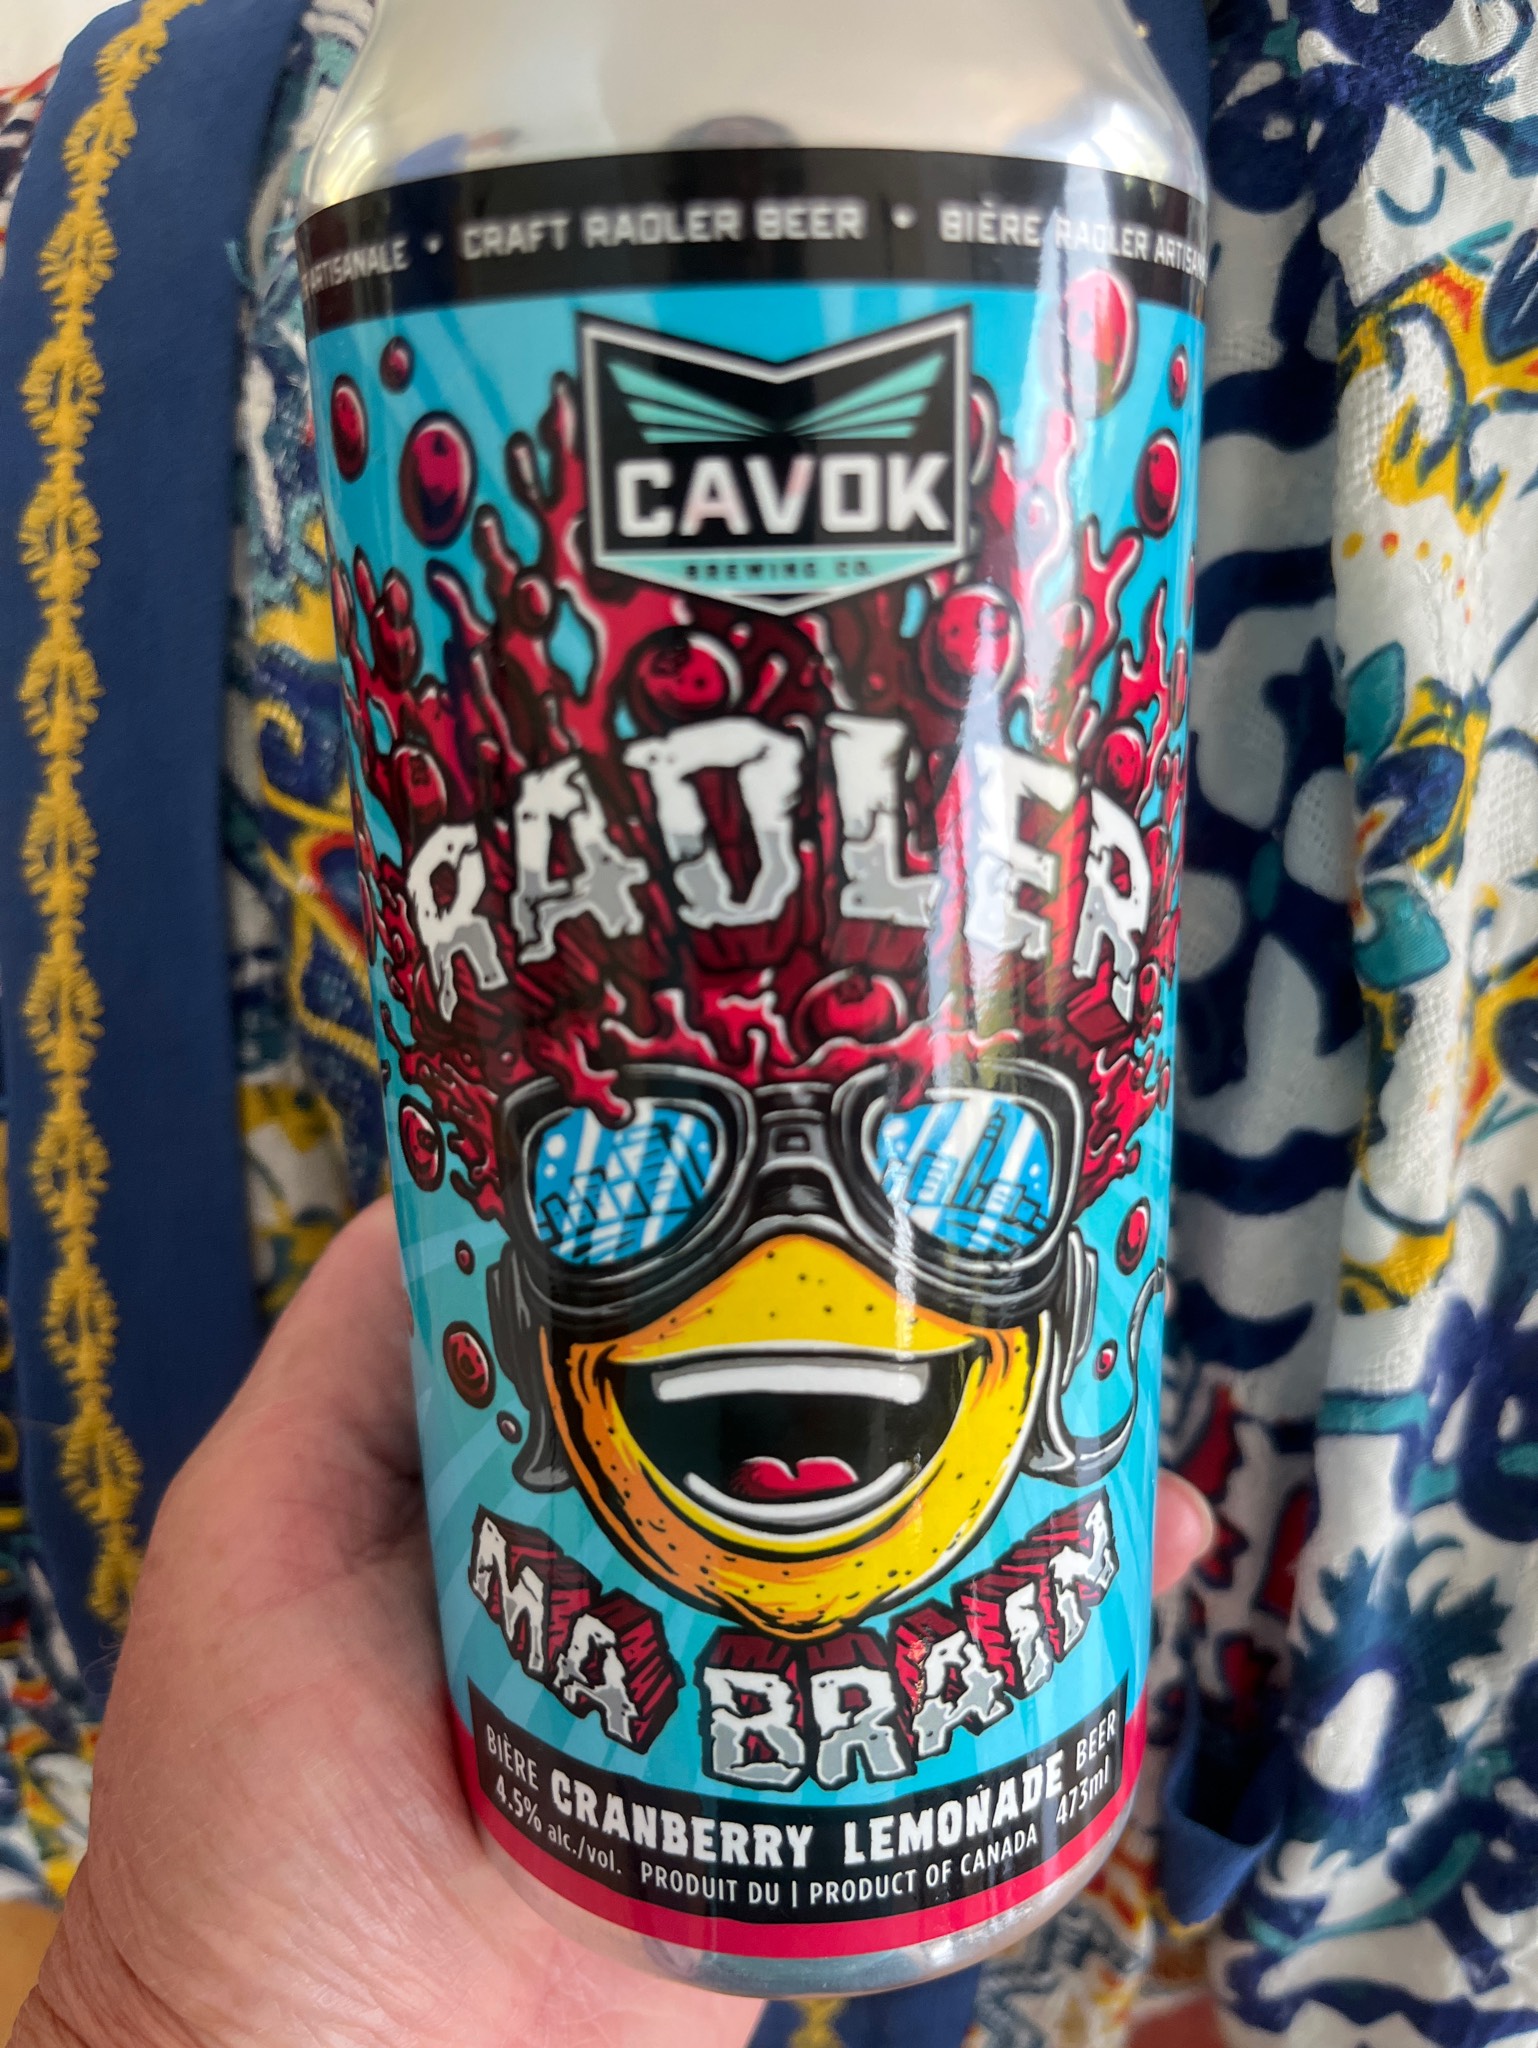 ARTISANALE • CRAFT RADLER BEER • BIÈRE RADLER
CAVOK
BREWING CO.
RADLER
MA BRAIN
BIÈRE CRANBERRY LEMONADE BEER
4.5% alc./vol. PRODUIT DU | PRODUCT OF CANADA 473ml